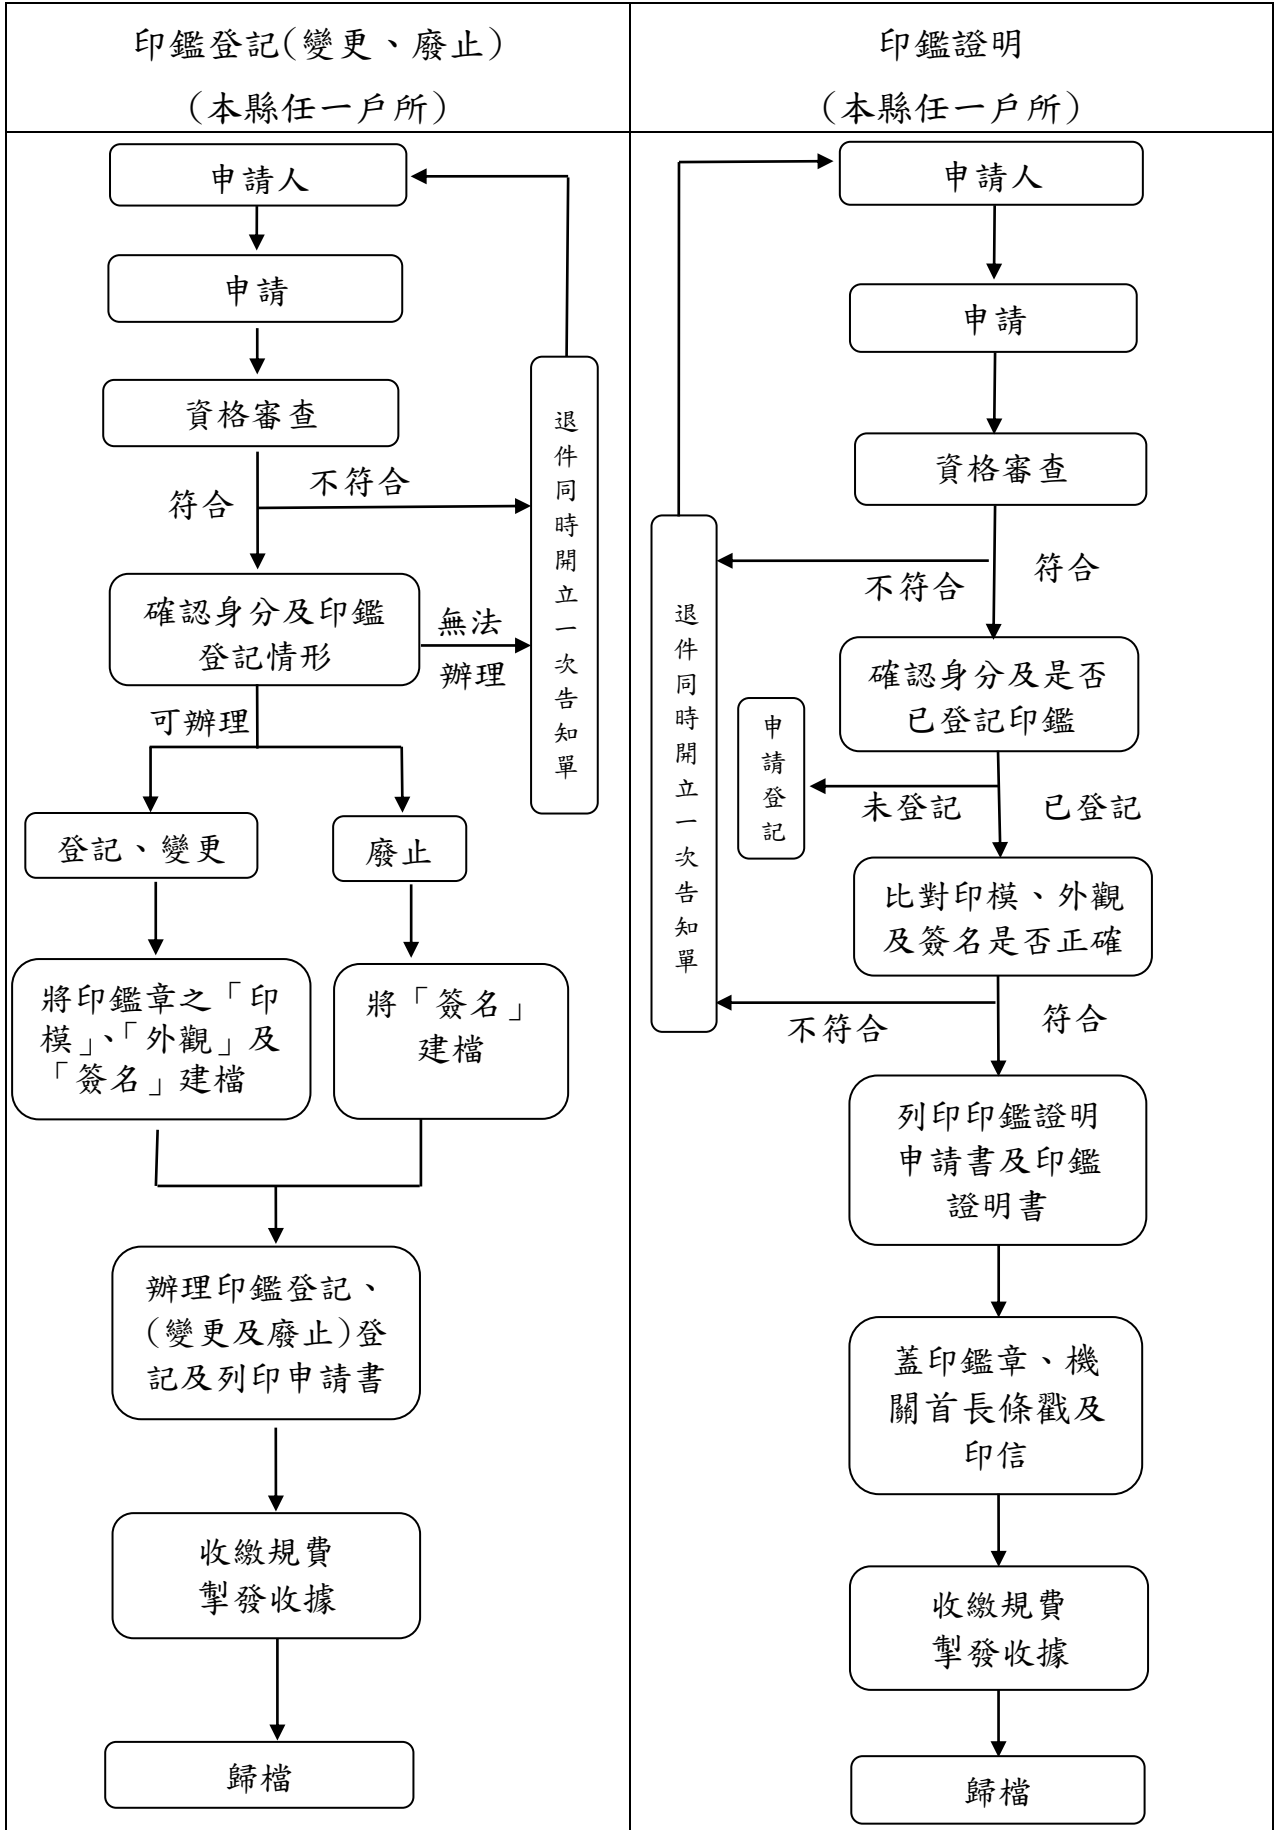 印鑑登記(變更、廢止)
(本縣任一戶所)
申請人
申請
資格審查
符合
不符合
確認身分及印鑑
登記情形
無法
辦理
退件同時開立一次告知單
可辦理
登記、變更
廢止
將印鑑章之「印
模」、「外觀」及
「簽名」建檔
將「簽名」
建檔
辦理印鑑登記、
(變更及廢止)登
記及列印申請書
收繳規費
掣發收據
歸檔
印鑑證明
(本縣任一戶所)
申請人
申請
資格審查
不符合
符合
退件同時開立一次告知單
確認身分及是否
已登記印鑑
申請登記
未登記
已登記
比對印模、外觀
及簽名是否正確
不符合
符合
列印印鑑證明
申請書及印鑑
證明書
蓋印鑑章、機
關首長條戳及
印信
收繳規費
掣發收據
歸檔